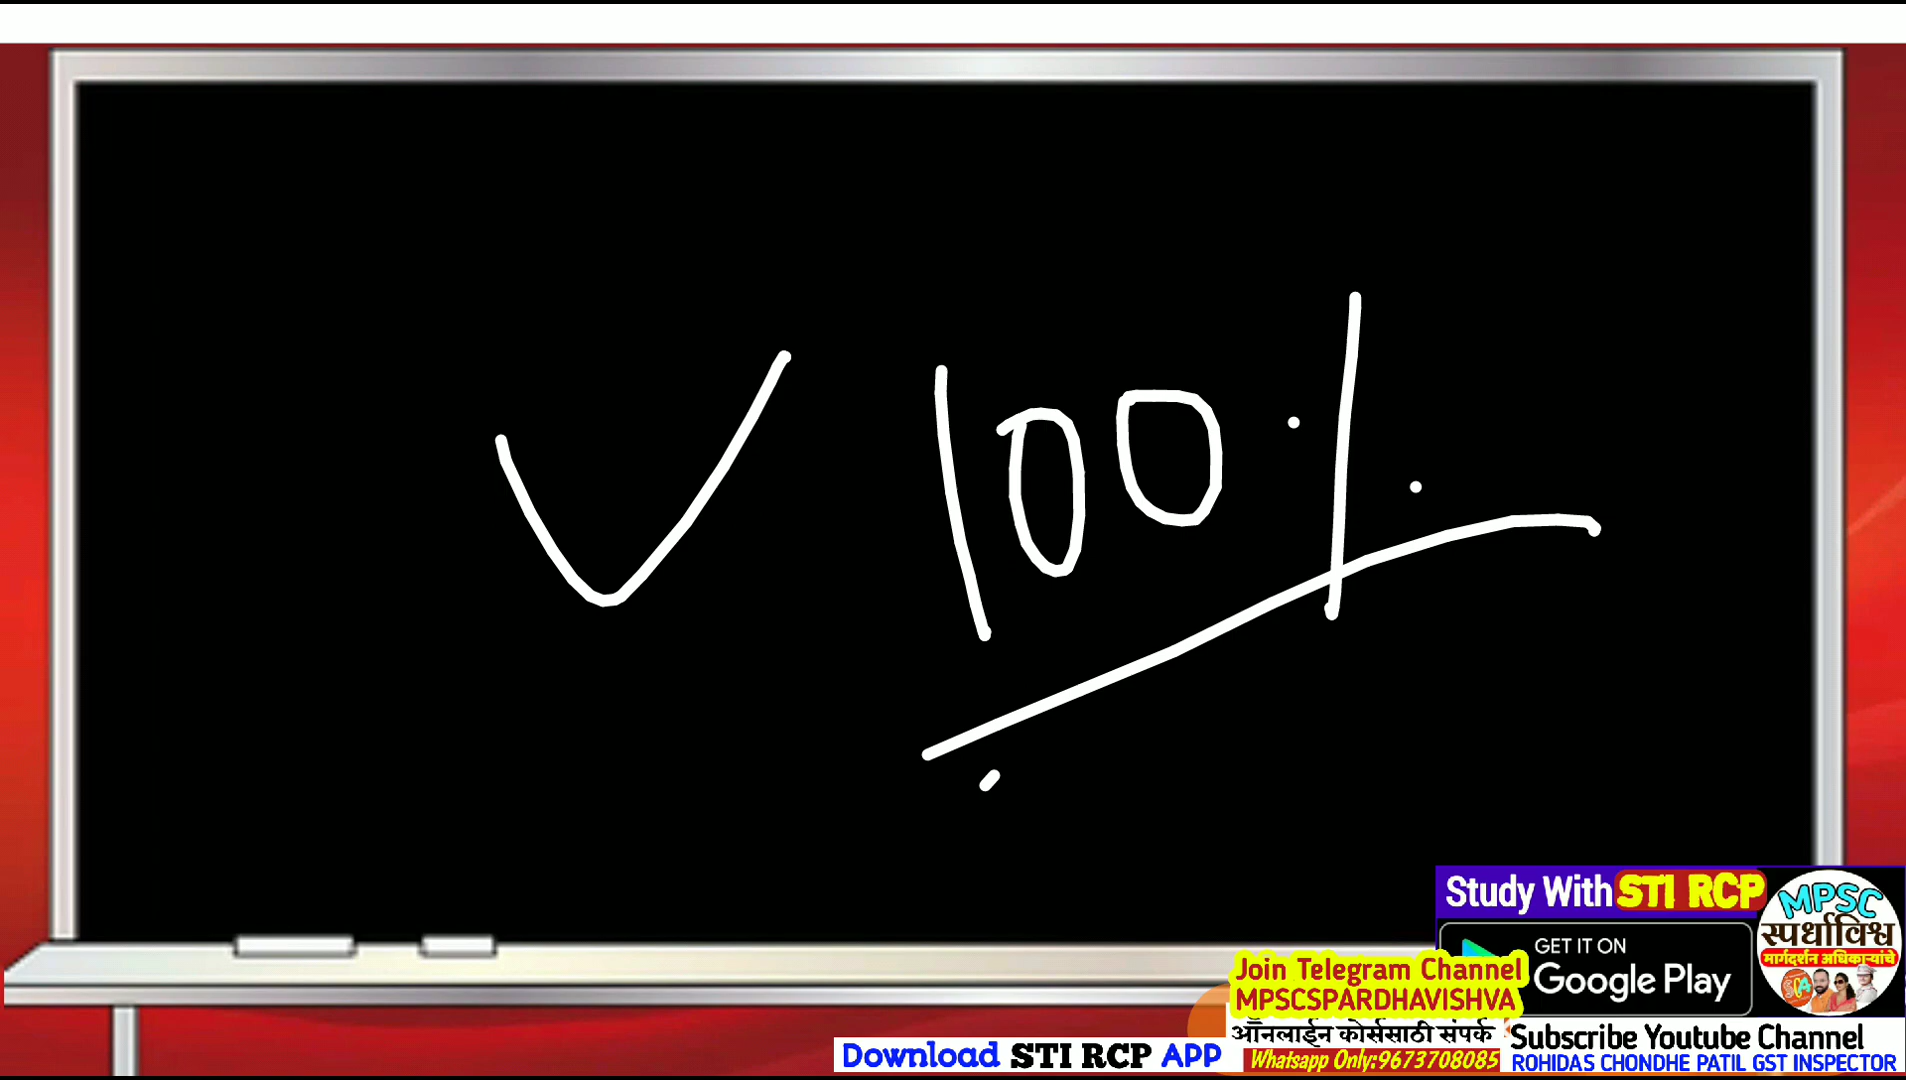 ✓ 100%
Study With STI RCP
MPSC
स्पर्धाविश्व
मार्गदर्शन अधिकाऱ्यांचे
SCA
GET IT ON
Google Play
Join Telegram Channel
MPSCSPARDHAVISHVA
ऑनलाईन कोर्ससाठी संपर्क
Whatsapp Only:9673708085
Download STI RCP APP
Subscribe Youtube Channel
ROHIDAS CHONDHE PATIL GST INSPECTOR